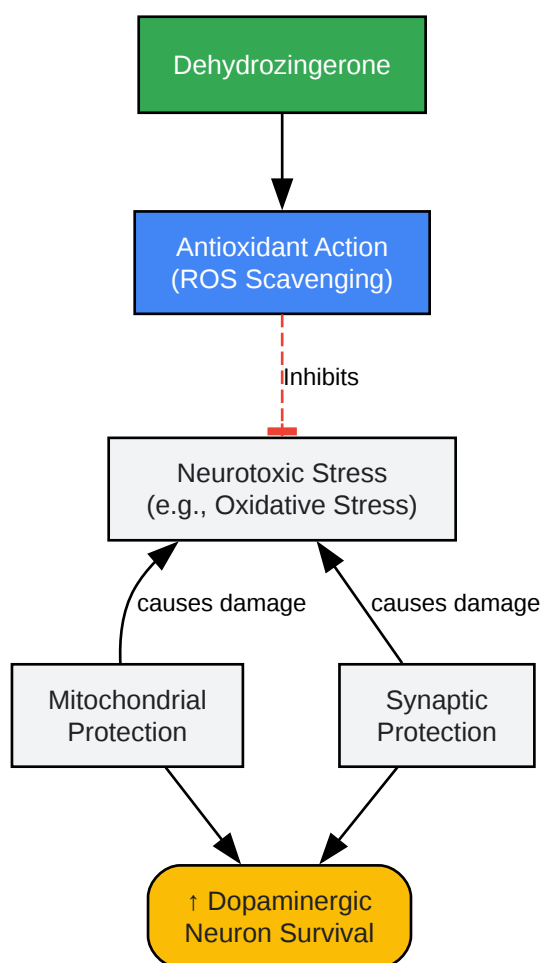 Dehydrozingerone
Antioxidant Action
(ROS Scavenging)
Inhibits
Neurotoxic Stress
(e.g., Oxidative Stress)
causes damage
causes damage
Mitochondrial
Protection
Synaptic
Protection
↑ Dopaminergic
Neuron Survival